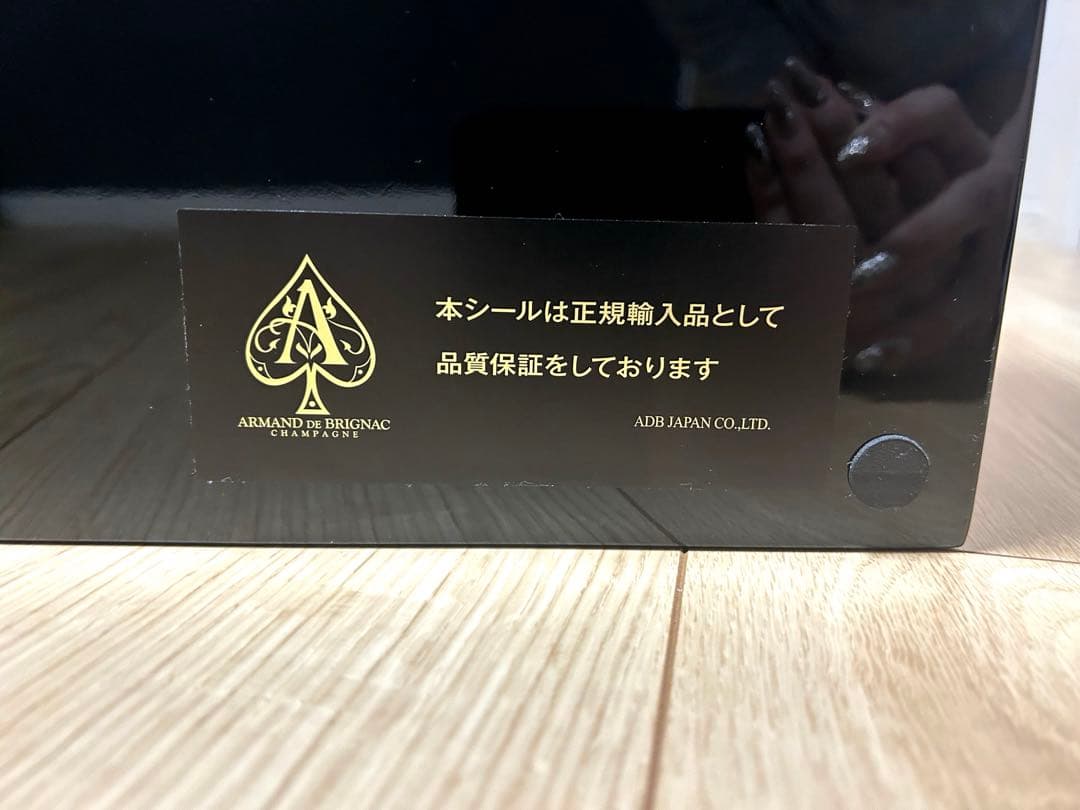 A
ARMAND DE BRIGNAC
CHAMPAGNE
本シールは正規輸入品として
品質保証をしております
ADB JAPAN CO.,LTD.